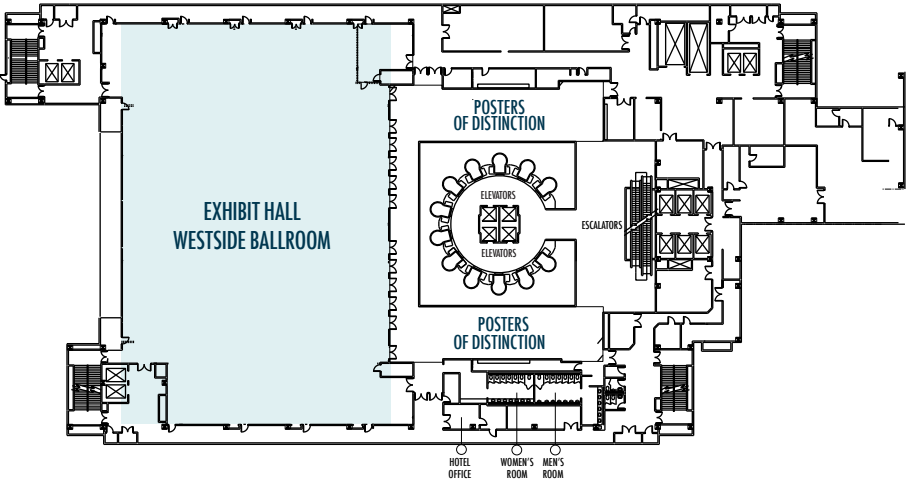 POSTERS
OF DISTINCTION
ELEVATORS
EXHIBIT HALL
WESTSIDE BALLROOM
ESCALATORS
ELEVATORS
POSTERS
OF DISTINCTION
HOTEL
OFFICE
WOMEN'S
ROOM
MEN'S
ROOM